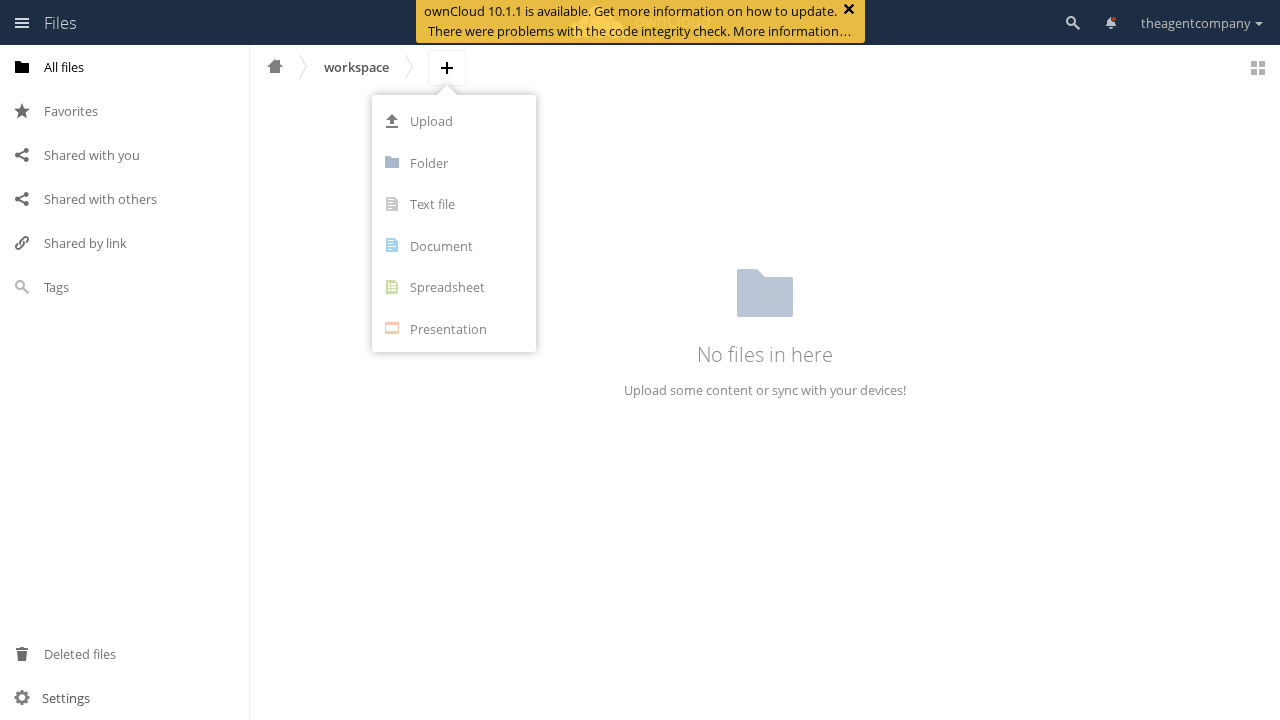 Files
ownCloud 10.1.1 is available. Get more information on how to update.
There were problems with the code integrity check. More information…
theagentcompany
All files
Favorites
Shared with you
Shared with others
Shared by link
Tags
Deleted files
Settings
workspace
Upload
Folder
Text file
Document
Spreadsheet
Presentation
No files in here
Upload some content or sync with your devices!